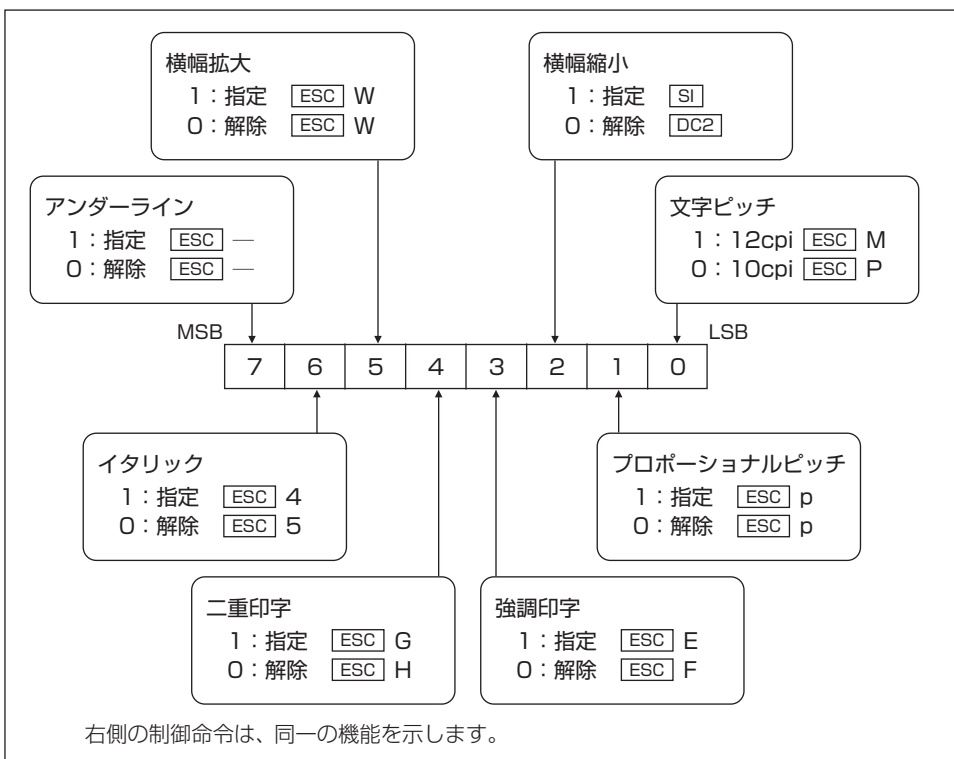 横幅拡大
1：指定 ESC W
0：解除 ESC W
横幅縮小
1：指定 SI
0：解除 DC2
アンダーライン
1：指定 ESC —
0：解除 ESC —
文字ピッチ
1：12cpi ESC M
0：10cpi ESC P
MSB
LSB
7 6 5 4 3 2 1 0
イタリック
1：指定 ESC 4
0：解除 ESC 5
プロポーショナルピッチ
1：指定 ESC p
0：解除 ESC p
二重印字
1：指定 ESC G
0：解除 ESC H
強調印字
1：指定 ESC E
0：解除 ESC F
右側の制御命令は、同一の機能を示します。